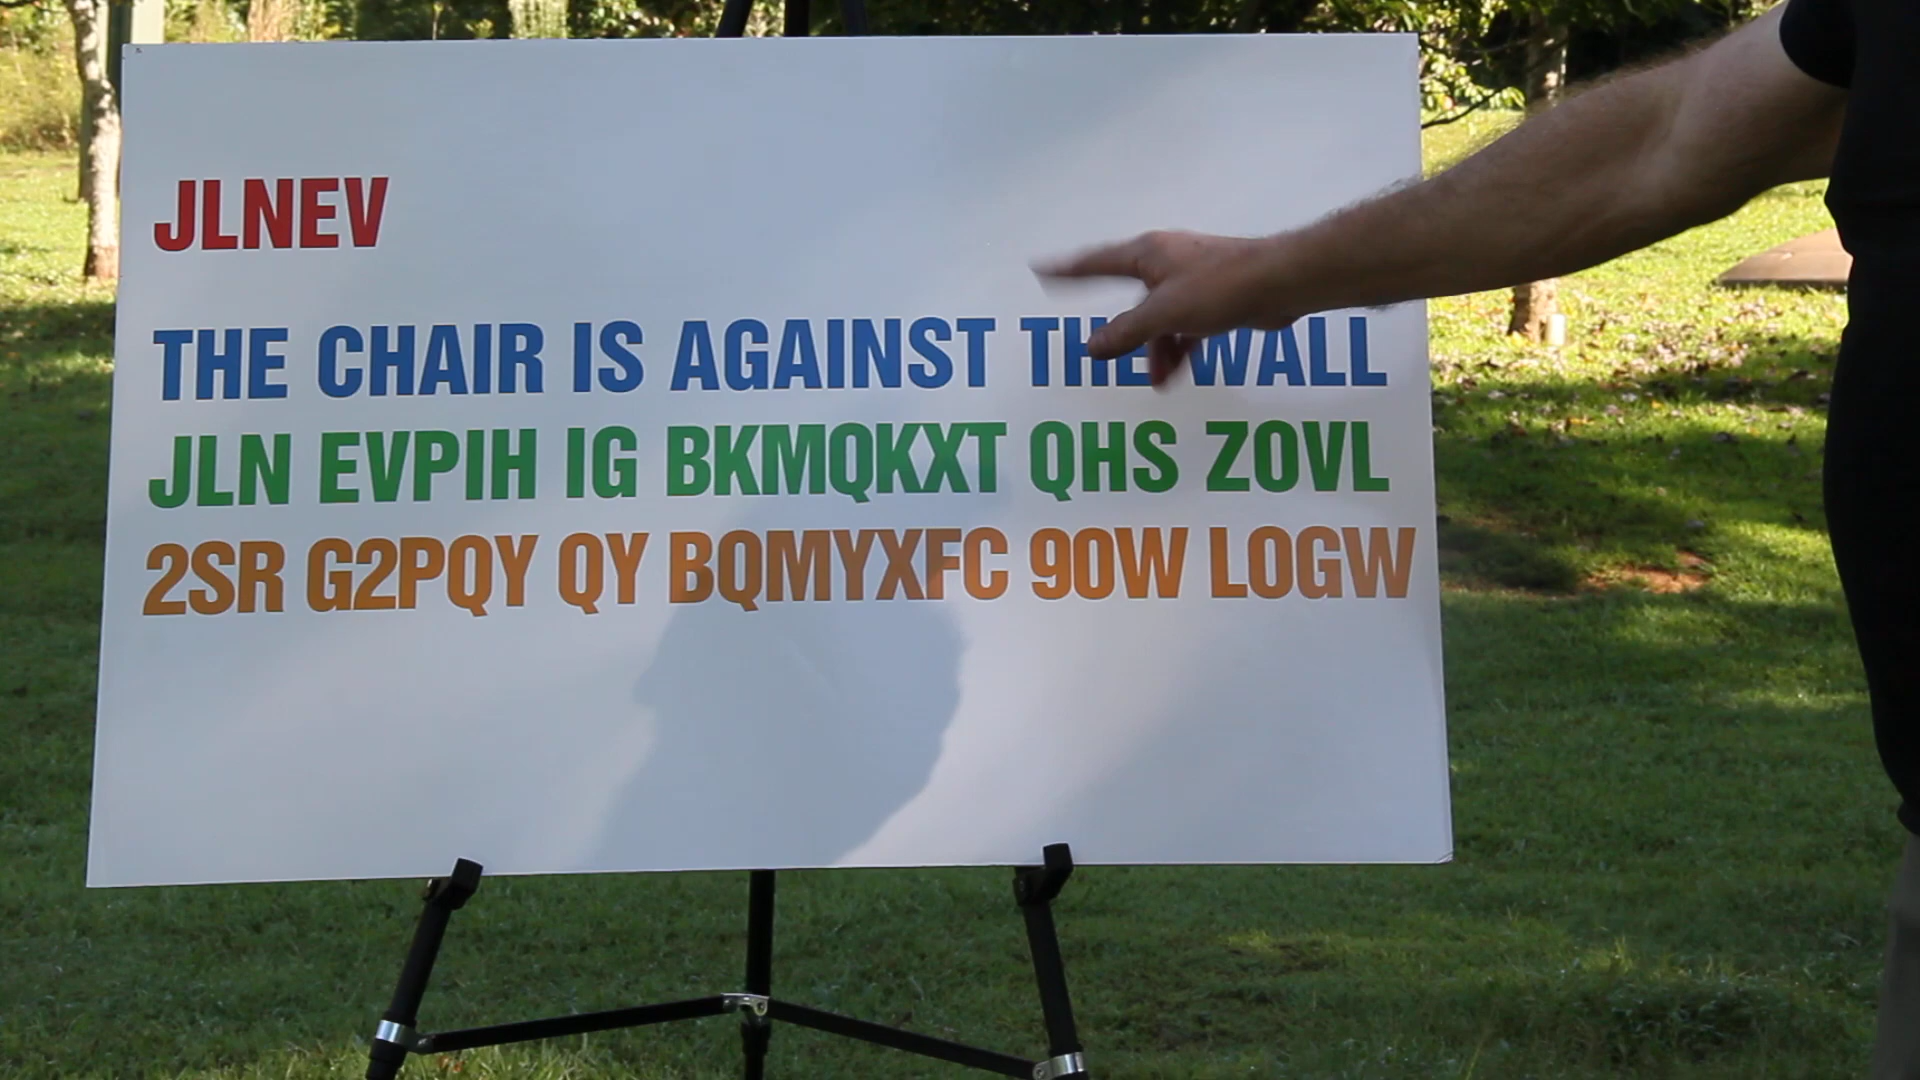 JLNEV
THE CHAIR IS AGAINST THE WALL
JLN EVPIH IG BKMQKXT QHS ZOVL
2SR G2PQY QY BQMYXFC 90W LOGW